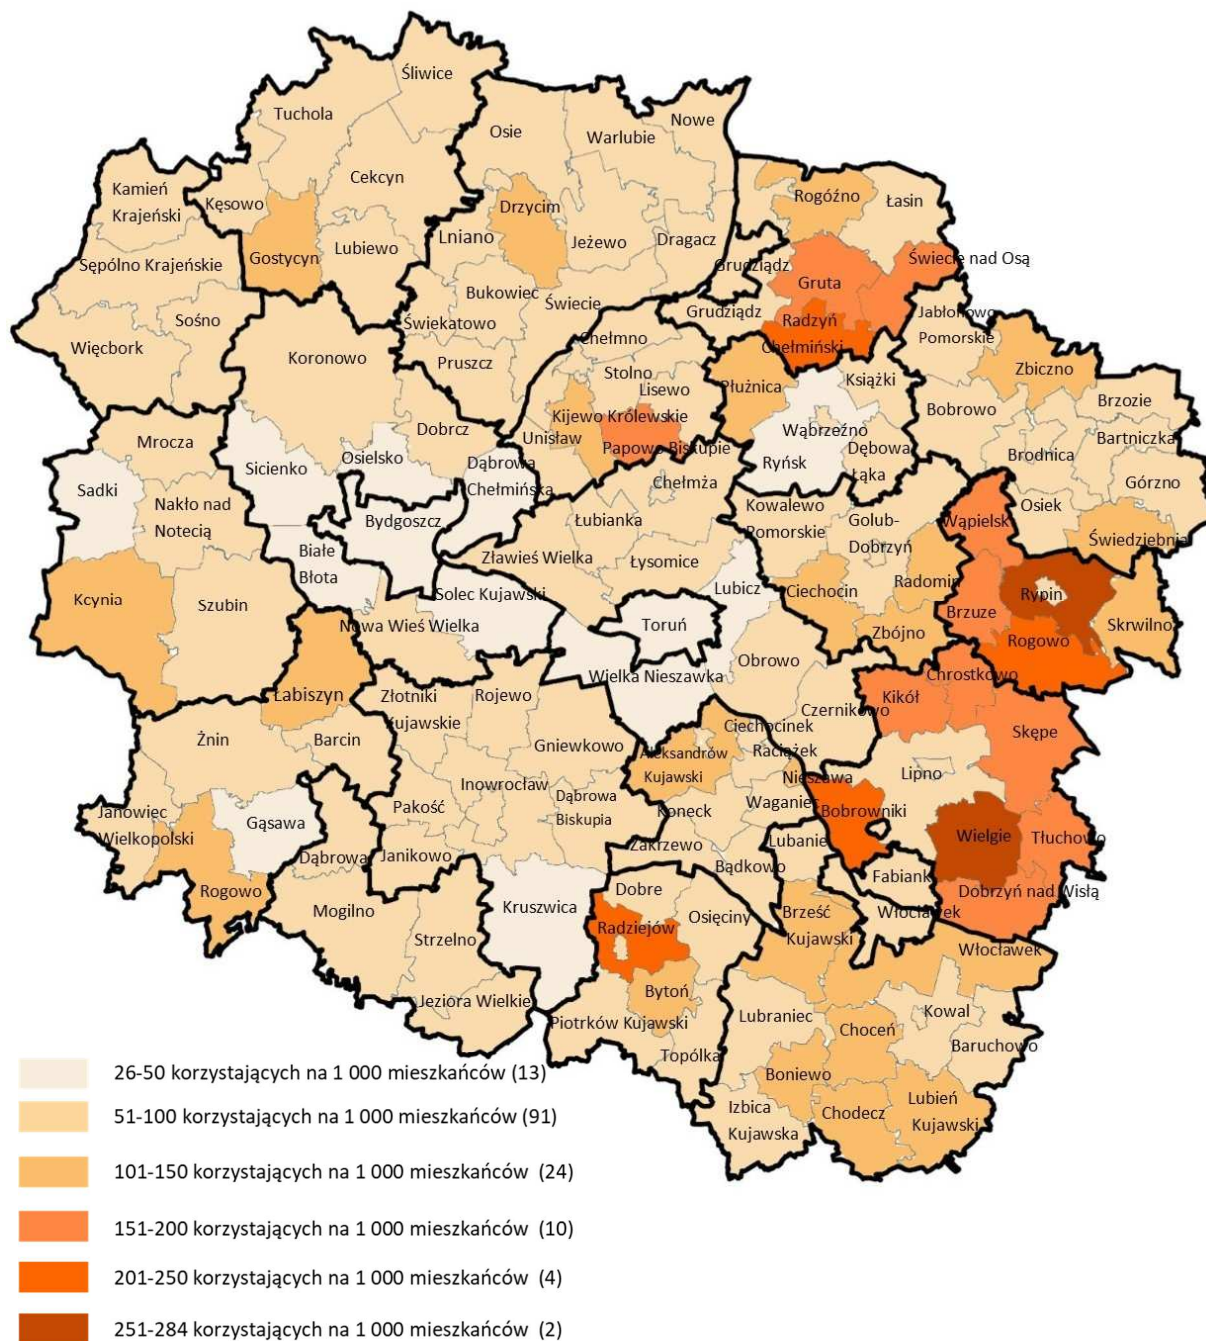 Śliwice
Tuchola
Nowe
Osie
Warlubie
Cekcyn
Kamień
Krajeński
Kęsowo
Rogóźno
Łasin
Drzycim
Lniano
Jeżewo
Dragacz
Lubiewo
Gostycyn
Sępólno Krajeńskie
Świecie nad Osą
Grudziądz
Gruta
Bukowiec
Świecie
Grudziądz
Radzyń
Chełmiński
Jabłonowo
Pomorskie
Sośno
Świekatowo
Więcbork
Koronowo
Pruszcz
Chełmno
Stolno
Lisewo
Płużnica
Książki
Zbiczno
Bobrowo
Brzozie
Kijewo Królewskie
Unisław
Papowo Biskupie
Wąbrzeźno
Ryńsk
Dębowa
Łąka
Bartniczka
Brodnica
Górzno
Mrocza
Dobrcz
Osielsko
Sicienko
Dąbrowa
Chełmińska
Chełmża
Sadki
Nakło nad
Notecią
Bydgoszcz
Łubianka
Kowalewo
Pomorskie
Golub-
Dobrzyń
Wąpielsk
Osiek
Świedziebnia
Białe
Błota
Zławieś Wielka
Łysomice
Lubicz
Ciechocin
Radomin
Rypin
Kcynia
Szubin
Solec Kujawski
Nowa Wieś Wielka
Toruń
Zbójno
Brzuze
Rogowo
Skrwilno
Obrowo
Wielka Nieszawka
Łabiszyn
Złotniki
Kujawskie
Rojewo
Czernikowo
Kikół
Chrostkowo
Skępe
Żnin
Barcin
Gniewkowo
Ciechocinek
Raciążek
Aleksandrów
Kujawski
Nieszawa
Lipno
Inowrocław
Dąbrowa
Biskupia
Pakość
Koneck
Waganiec
Bobrowniki
Janowiec
Wielkopolski
Gąsawa
Wielgie
Tłuchowo
Dąbrowa
Janikowo
Zakrzewo
Lubanie
Bądkowo
Fabiank
Dobrzyń nad Wisłą
Rogowo
Mogilno
Kruszwica
Dobre
Osięciny
Brześć
Kujawski
Włocławek
Radziejów
Strzelno
Włocławek
Jeziora Wielkie
Bytoń
Piotrków Kujawski
Topólka
Lubraniec
Choceń
Kowal
Baruchowo
Boniewo
Izbica
Kujawska
Chodecz
Lubień
Kujawski
26-50 korzystających na 1 000 mieszkańców (13)
51-100 korzystających na 1 000 mieszkańców (91)
101-150 korzystających na 1 000 mieszkańców (24)
151-200 korzystających na 1 000 mieszkańców (10)
201-250 korzystających na 1 000 mieszkańców (4)
251-284 korzystających na 1 000 mieszkańców (2)